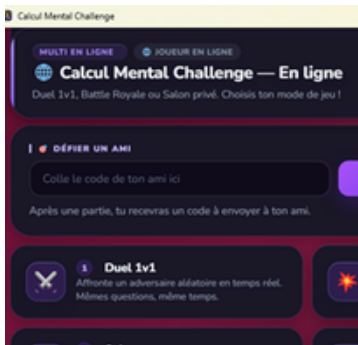 Calcul Mental Challenge
MULTI EN LIGNE JOUEUR EN LIGNE
Calcul Mental Challenge — En ligne
Duel 1v1, Battle Royale ou Salon privé. Choisis ton mode de jeu !
DÉFIER UN AMI
Colle le code de ton ami ici
Après une partie, tu recevras un code à envoyer à ton ami.
1 Duel 1v1
Affronte un adversaire aléatoire en temps réel.
Mêmes questions, même temps.